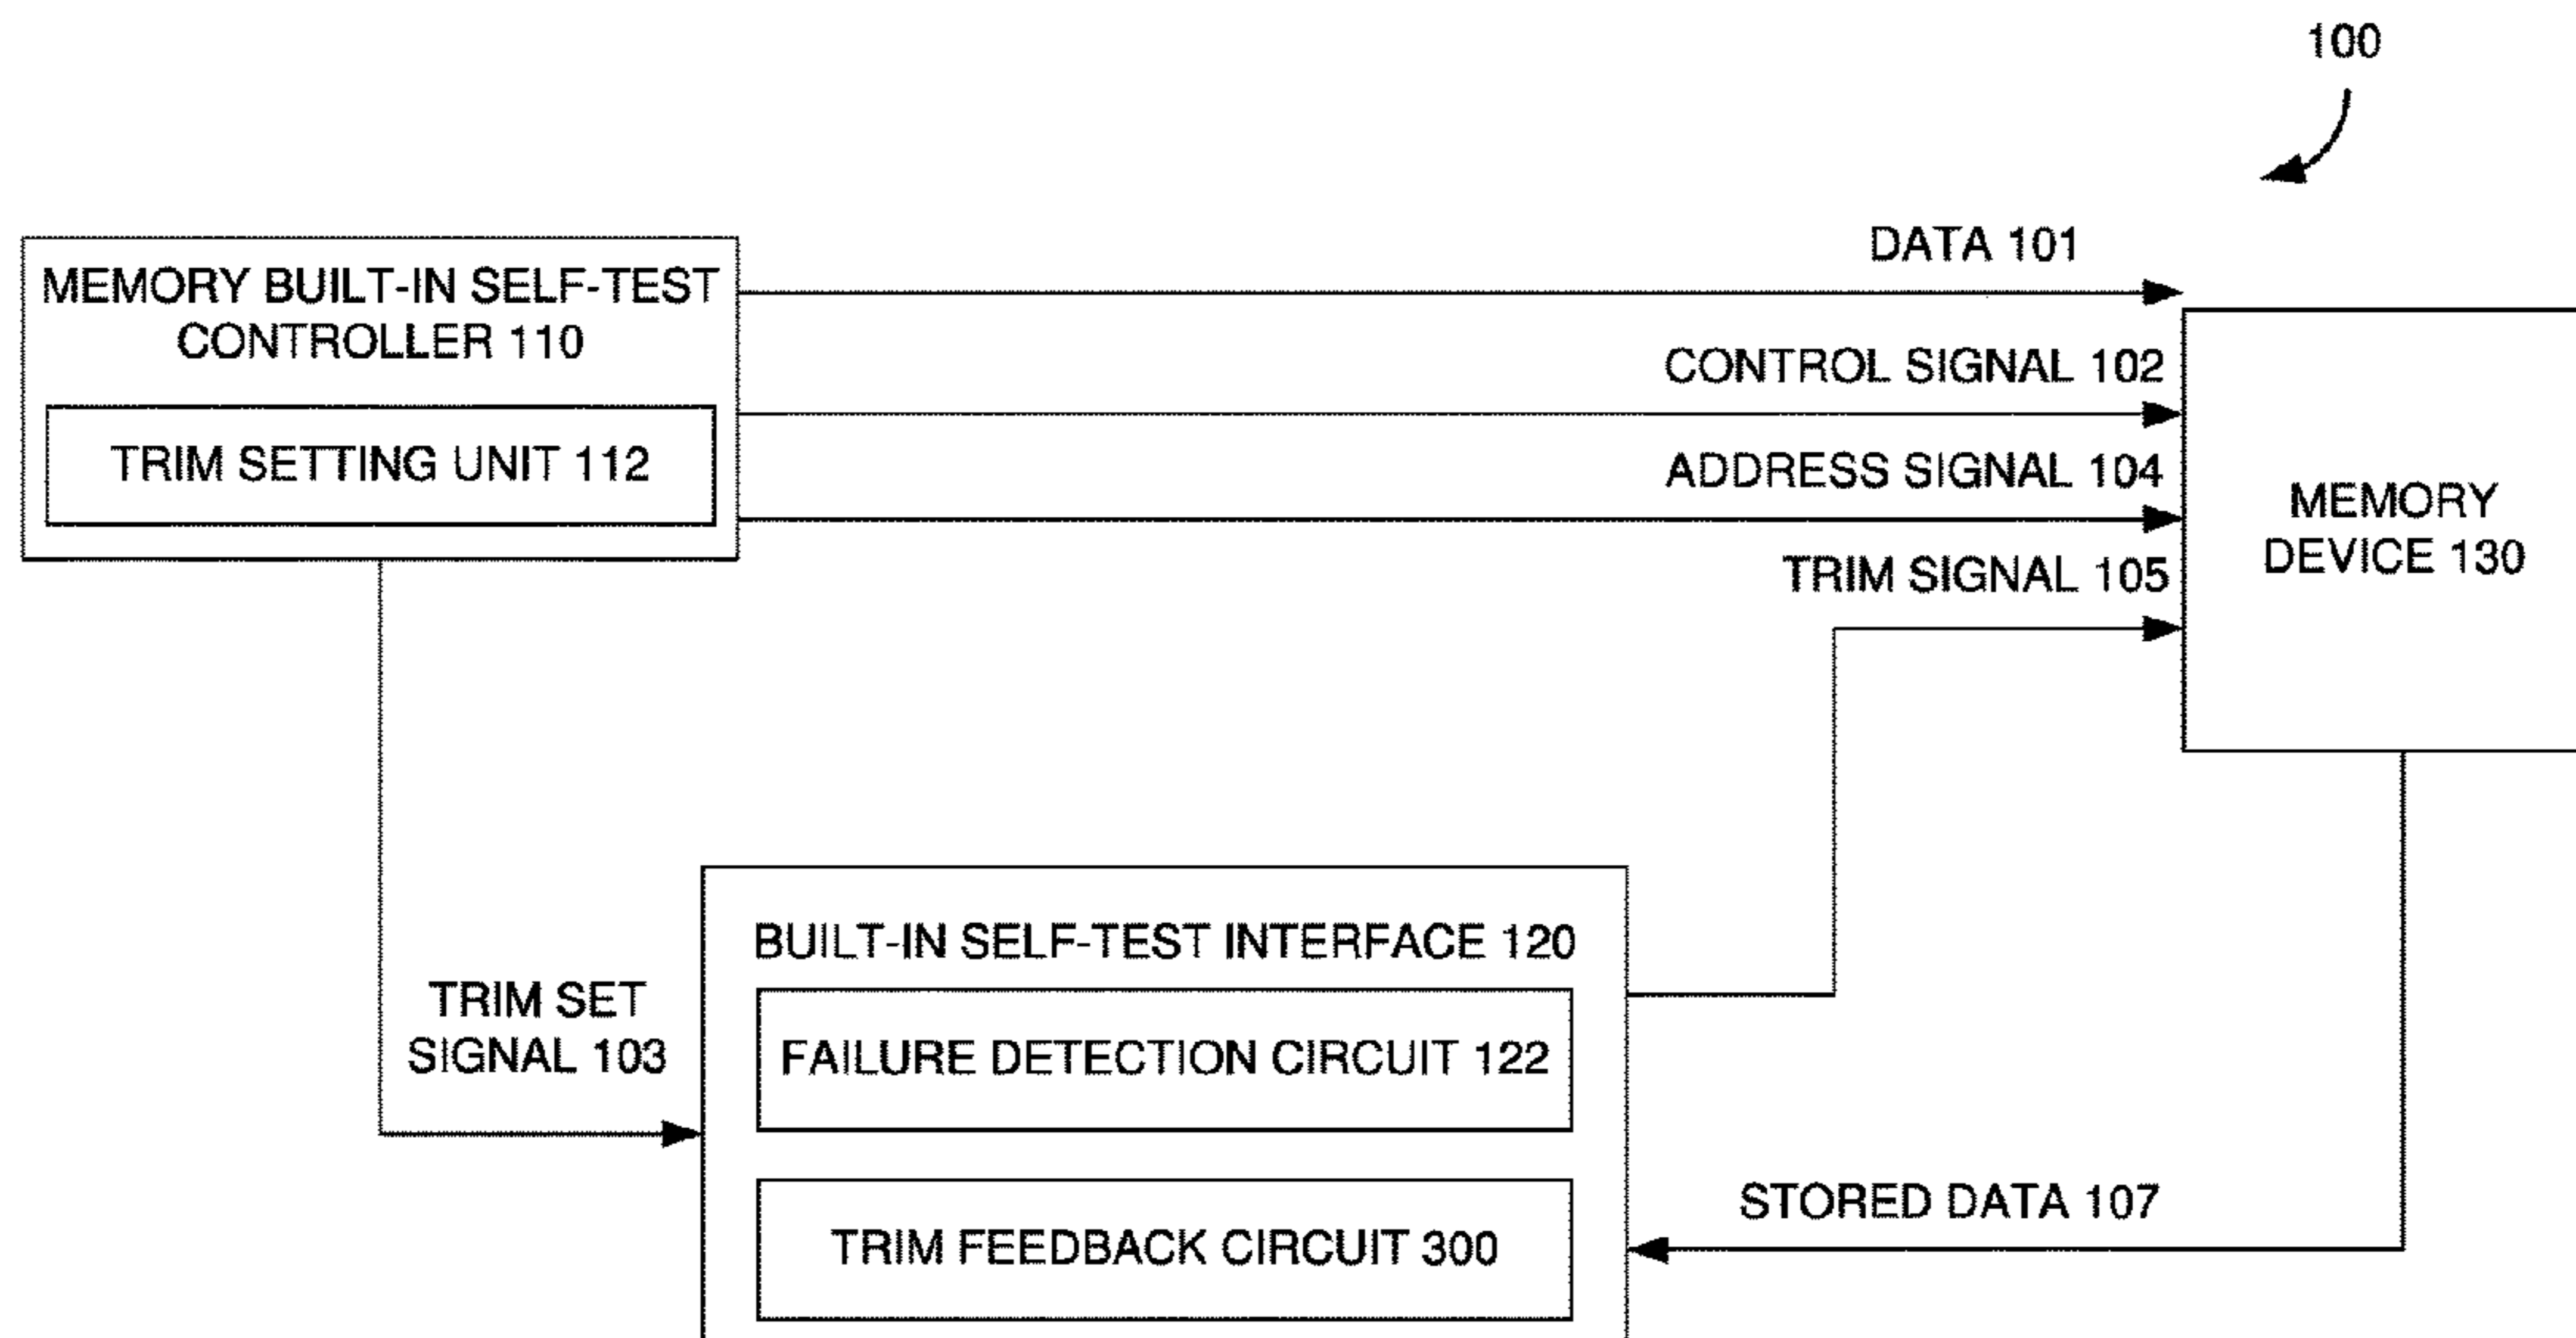 100
DATA 101
MEMORY BUILT-IN SELF-TEST
CONTROLLER 110
CONTROL SIGNAL 102
TRIM SETTING UNIT 112
ADDRESS SIGNAL 104
MEMORY
DEVICE 130
TRIM SIGNAL 105
BUILT-IN SELF-TEST INTERFACE 120
TRIM SET
SIGNAL 103
FAILURE DETECTION CIRCUIT 122
STORED DATA 107
TRIM FEEDBACK CIRCUIT 300